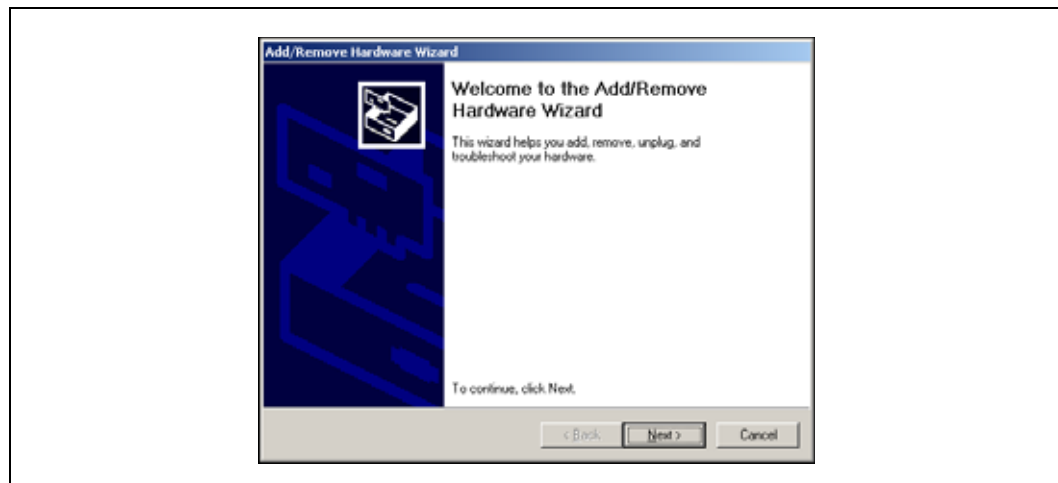 Add/Remove Hardware Wizard
Welcome to the Add/Remove
Hardware Wizard
This wizard helps you add, remove, unplug, and
troubleshoot your hardware.
To continue, click Next.
< Back
Next >
Cancel